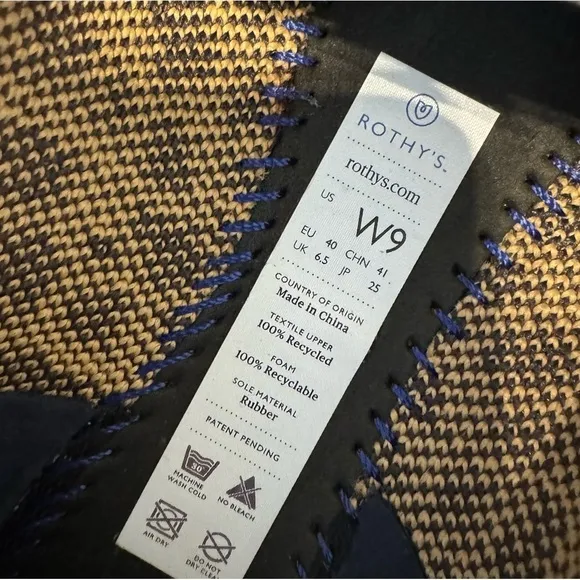 ROTHY'S
rothys.com
US W9
EU 40 CHN 41
UK 6.5 JP 25
COUNTRY OF ORIGIN
Made in China
TEXTILE UPPER
100% Recycled
FOAM
100% Recyclable
SOLE MATERIAL
Rubber
PATENT PENDING
30°
MACHINE
WASH COLD
NO BLEACH
AIR DRY
DO NOT
DRY CLEAN